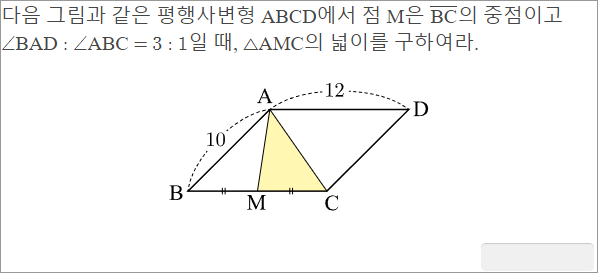 다음 그림과 같은 평행사변형 ABCD에서 점 M은 B̅C̅의 중점이고
∠BAD : ∠ABC = 3 : 1일 때, △AMC의 넓이를 구하여라.
12
A
D
10
B
M
C